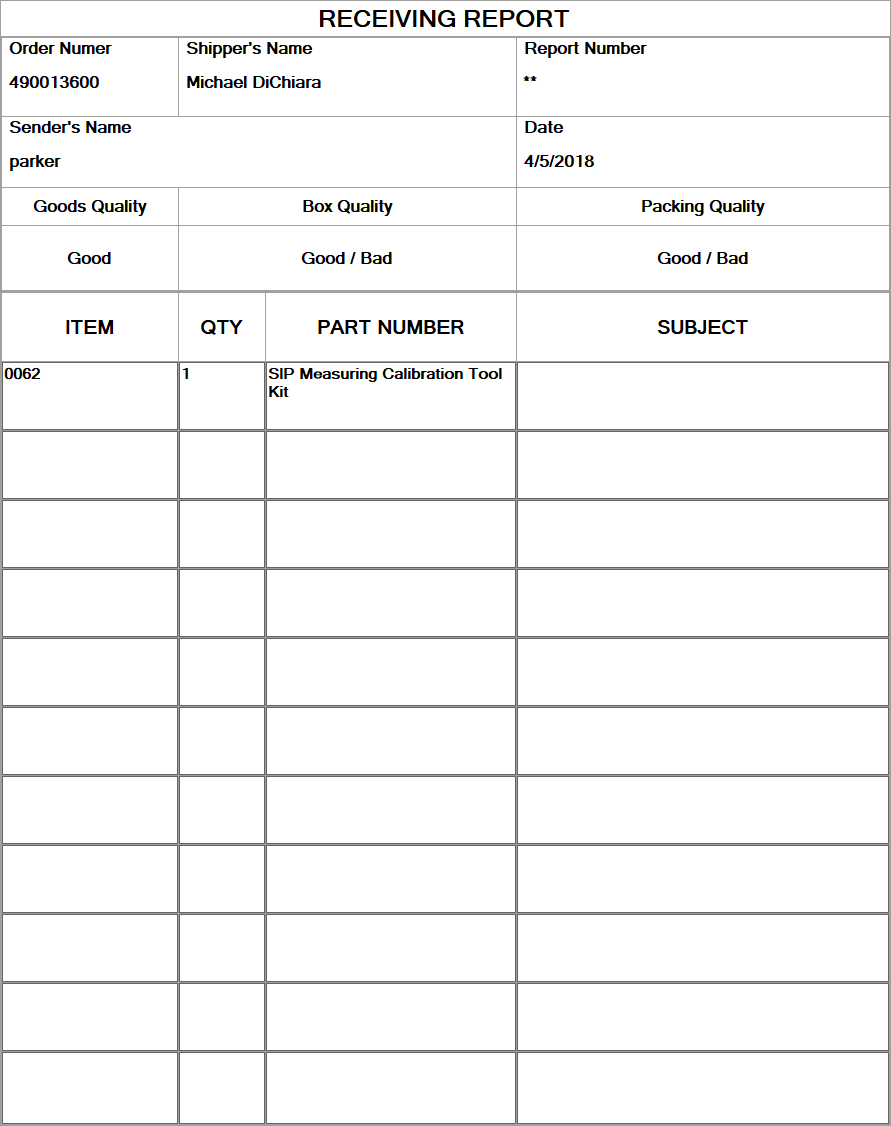 RECEIVING REPORT
Order Numer
Shipper's Name
Report Number
490013600
Michael DiChiara
**
Sender's Name
Date
parker
4/5/2018
Goods Quality
Box Quality
Packing Quality
Good
Good / Bad
Good / Bad
ITEM
QTY
PART NUMBER
SUBJECT
0062
1
SIP Measuring Calibration Tool
Kit